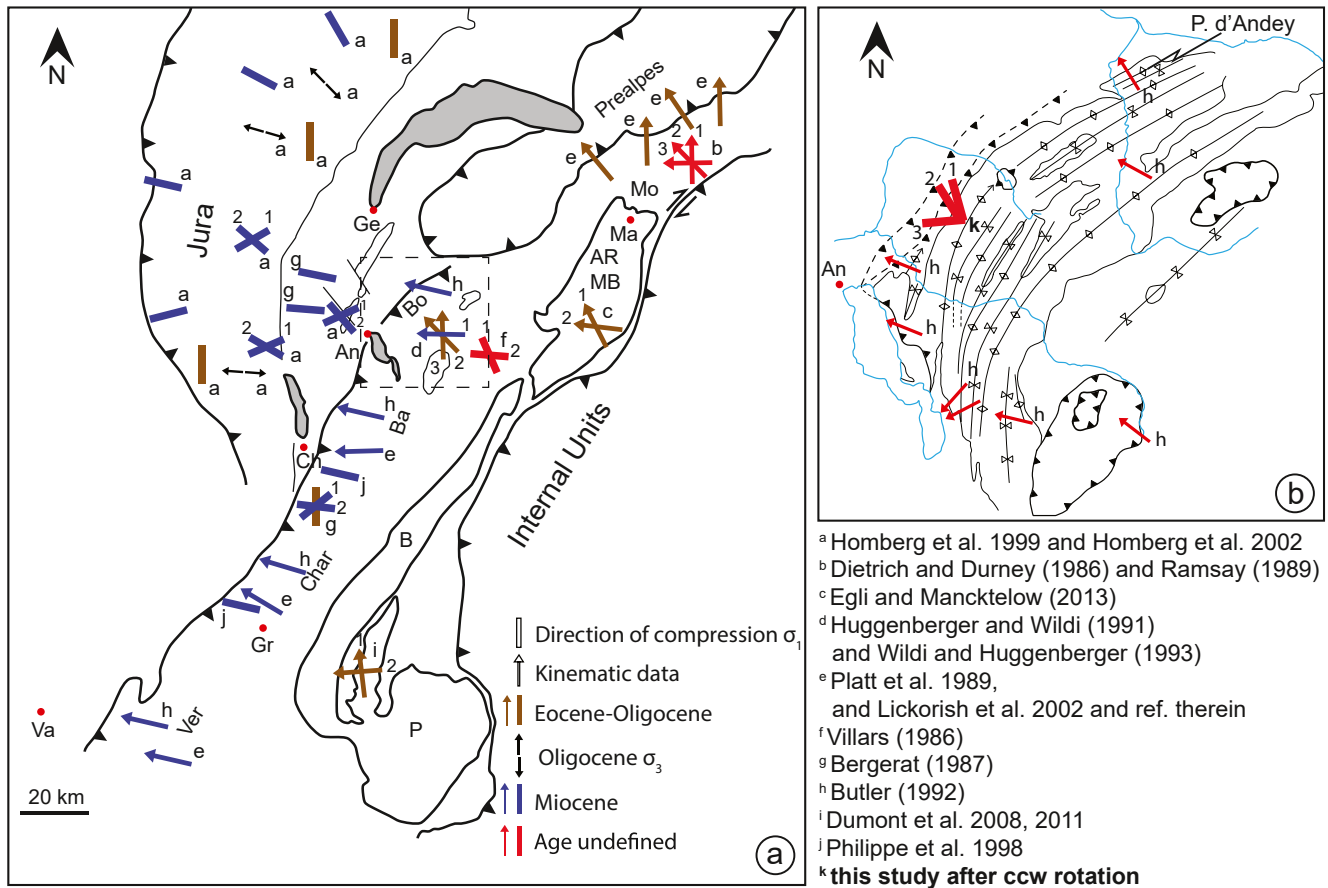 N
a
a
a
a
Prealpes
e
e
e
e
2
1
3
b
a
a
Jura
2
1
a
Ge
Mo
Ma
AR
MB
g
g
a
2
1
a
1
2
a
An
Bo
h
1
d
3
2
1
f
2
1
2
c
a
a
h
Ba
e
Ch
j
1
2
g
Internal Units
B
h
Char
e
j
Gr
1
i
2
P
h
Ver
e
Va
20 km
Direction of compression σ1
Kinematic data
Eocene-Oligocene
Oligocene σ3
Miocene
Age undefined
a
N
P. d'Andey
h
h
2
1
3
k
h
An
h
h
h
h
b
a Homberg et al. 1999 and Homberg et al. 2002
b Dietrich and Durney (1986) and Ramsay (1989)
c Egli and Mancktelow (2013)
d Huggenberger and Wildi (1991)
and Wildi and Huggenberger (1993)
e Platt et al. 1989,
and Lickorish et al. 2002 and ref. therein
f Villars (1986)
g Bergerat (1987)
h Butler (1992)
i Dumont et al. 2008, 2011
j Philippe et al. 1998
k this study after ccw rotation